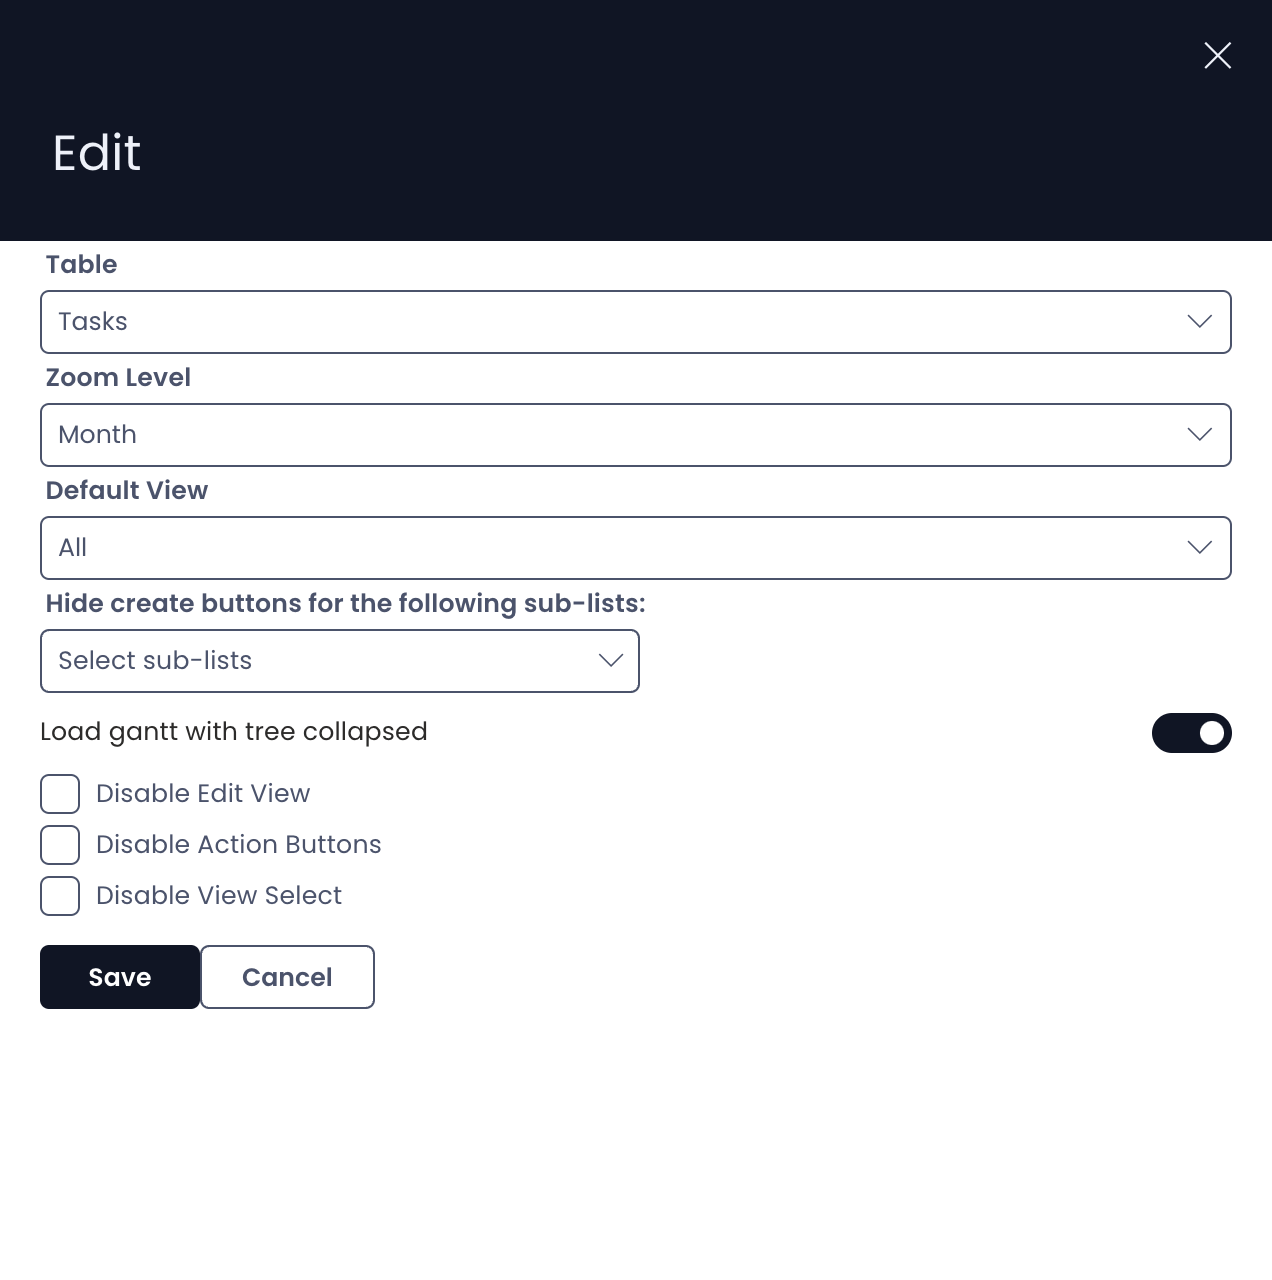 Edit
Table
Tasks
Zoom Level
Month
Default View
All
Hide create buttons for the following sub-lists:
Select sub-lists
Load gantt with tree collapsed
Disable Edit View
Disable Action Buttons
Disable View Select
Save
Cancel